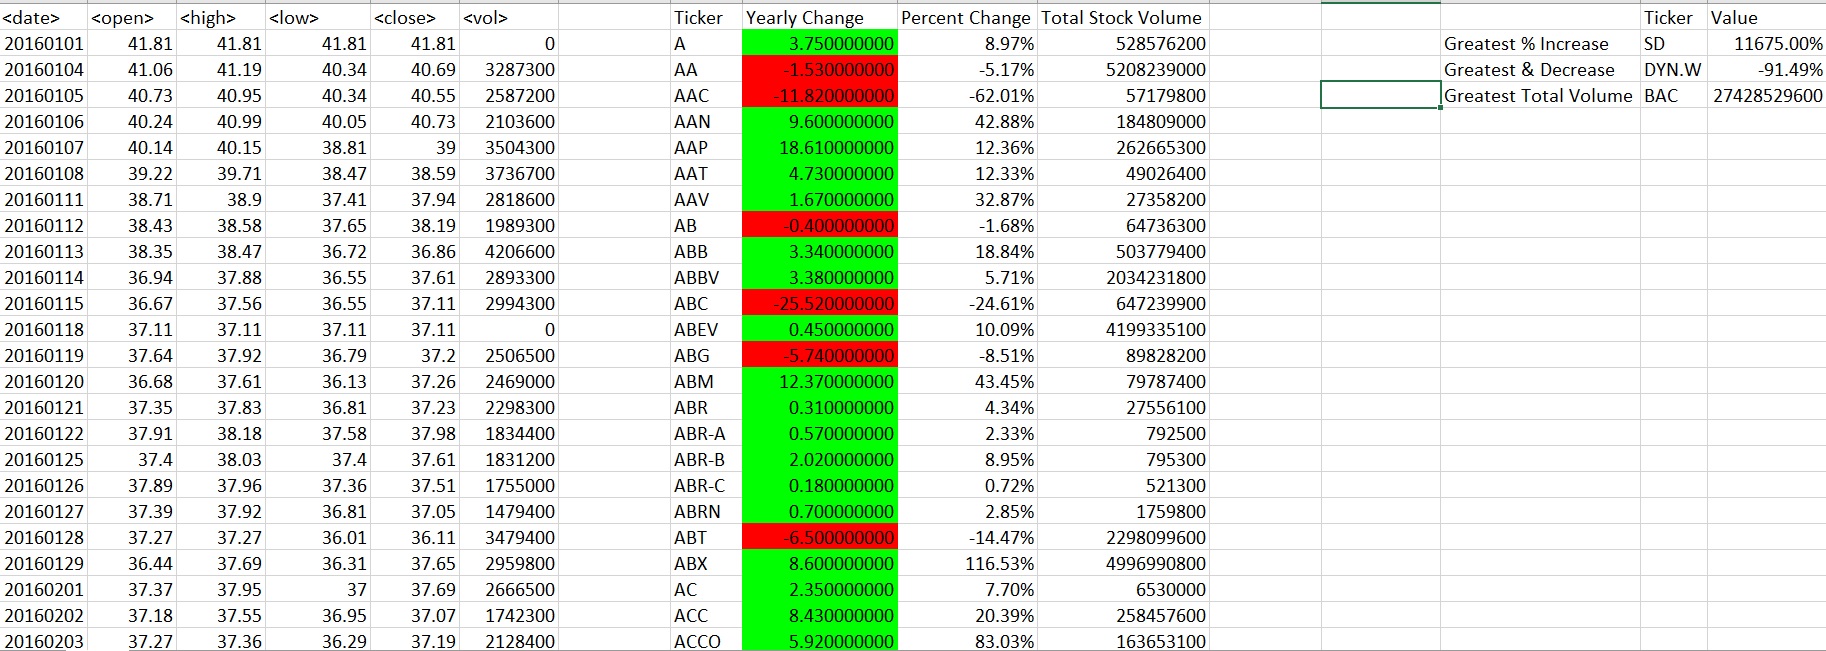 <date> <open> <high> <low> <close> <vol> Ticker Yearly Change Percent Change Total Stock Volume Ticker Value
20160101 41.81 41.81 41.81 41.81 0 A 3.750000000 8.97% 528576200 Greatest % Increase SD 11675.00%
20160104 41.06 41.19 40.34 40.69 3287300 AA -1.530000000 -5.17% 5208239000 Greatest & Decrease DYN.W -91.49%
20160105 40.73 40.95 40.34 40.55 2587200 AAC -11.820000000 -62.01% 57179800 Greatest Total Volume BAC 27428529600
20160106 40.24 40.99 40.05 40.73 2103600 AAN 9.600000000 42.88% 184809000
20160107 40.14 40.15 38.81 39 3504300 AAP 18.610000000 12.36% 262665300
20160108 39.22 39.71 38.47 38.59 3736700 AAT 4.730000000 12.33% 49026400
20160111 38.71 38.9 37.41 37.94 2818600 AAV 1.670000000 32.87% 27358200
20160112 38.43 38.58 37.65 38.19 1989300 AB -0.400000000 -1.68% 64736300
20160113 38.35 38.47 36.72 36.86 4206600 ABB 3.340000000 18.84% 503779400
20160114 36.94 37.88 36.55 37.61 2893300 ABBV 3.380000000 5.71% 2034231800
20160115 36.67 37.56 36.55 37.11 2994300 ABC -25.520000000 -24.61% 647239900
20160118 37.11 37.11 37.11 37.11 0 ABEV 0.450000000 10.09% 4199335100
20160119 37.64 37.92 36.79 37.2 2506500 ABG -5.740000000 -8.51% 89828200
20160120 36.68 37.61 36.13 37.26 2469000 ABM 12.370000000 43.45% 79787400
20160121 37.35 37.83 36.81 37.23 2298300 ABR 0.310000000 4.34% 27556100
20160122 37.91 38.18 37.58 37.98 1834400 ABR-A 0.570000000 2.33% 792500
20160125 37.4 38.03 37.4 37.61 1831200 ABR-B 2.020000000 8.95% 795300
20160126 37.89 37.96 37.36 37.51 1755000 ABR-C 0.180000000 0.72% 521300
20160127 37.39 37.92 36.81 37.05 1479400 ABRN 0.700000000 2.85% 1759800
20160128 37.27 37.27 36.01 36.11 3479400 ABT -6.500000000 -14.47% 2298099600
20160129 36.44 37.69 36.31 37.65 2959800 ABX 8.600000000 116.53% 4996990800
20160201 37.37 37.95 37 37.69 2666500 AC 2.350000000 7.70% 6530000
20160202 37.18 37.55 36.95 37.07 1742300 ACC 8.430000000 20.39% 258457600
20160203 37.27 37.36 36.29 37.19 2128400 ACCO 5.920000000 83.03% 163653100